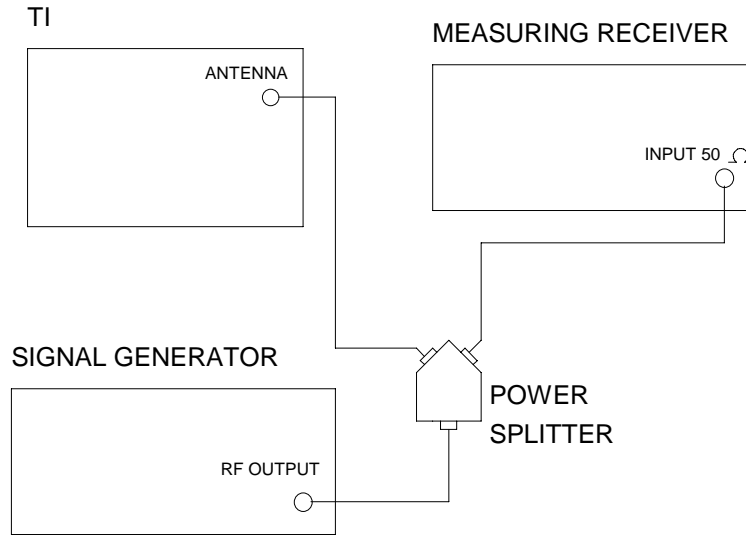 TI
MEASURING RECEIVER
ANTENNA
INPUT 50 Ω
SIGNAL GENERATOR
POWER
SPLITTER
RF OUTPUT